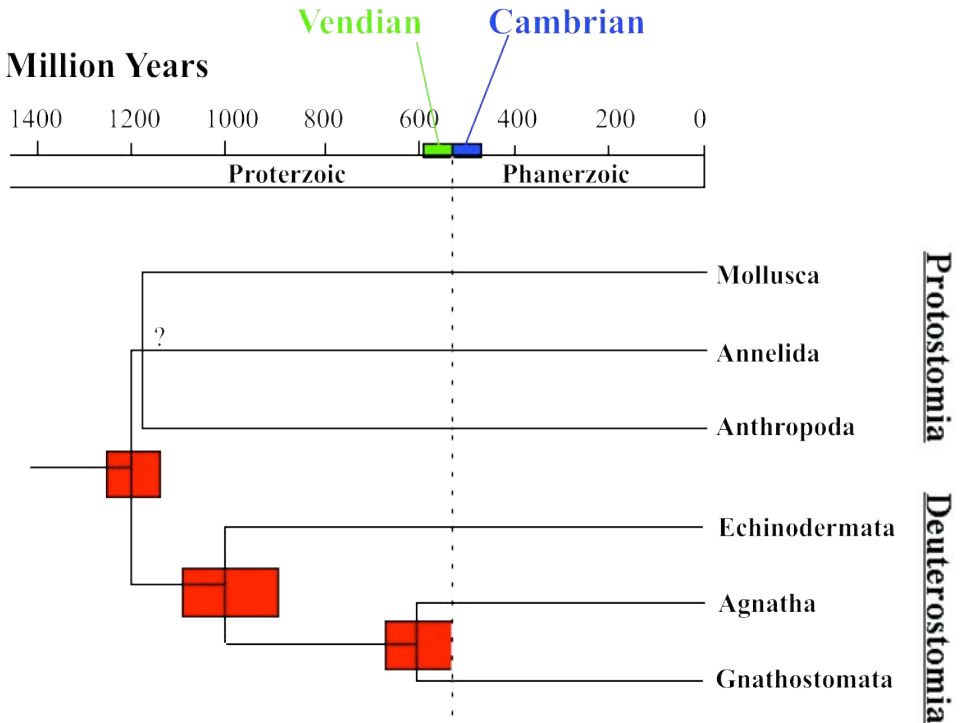 Vendian Cambrian
Million Years
1400 1200 1000 800 600 400 200 0
Proterzoic Phanerzoic
Mollusca
?
Annelida
Anthropoda
Protostomia
Echinodermata
Agnatha
Gnathostomata
Deuterostomia